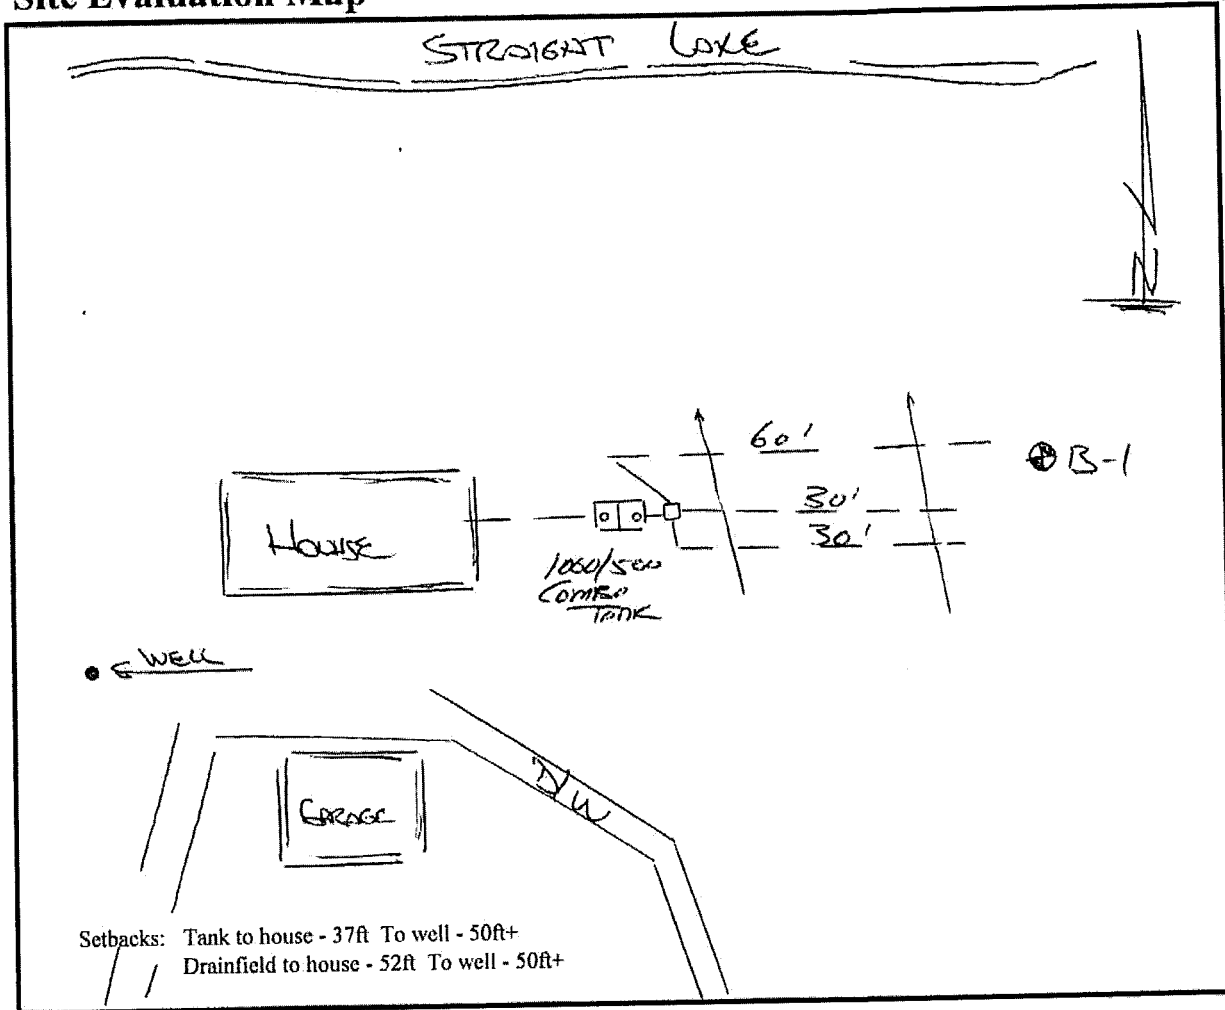 Site Evaluation Map
STRAIGHT LAKE
N
60'
B-1
30'
30'
HOUSE
1000/500
COMBO
TANK
WELL
D/W
GARAGE
Setbacks: Tank to house - 37ft To well - 50ft+
Drainfield to house - 52ft To well - 50ft+